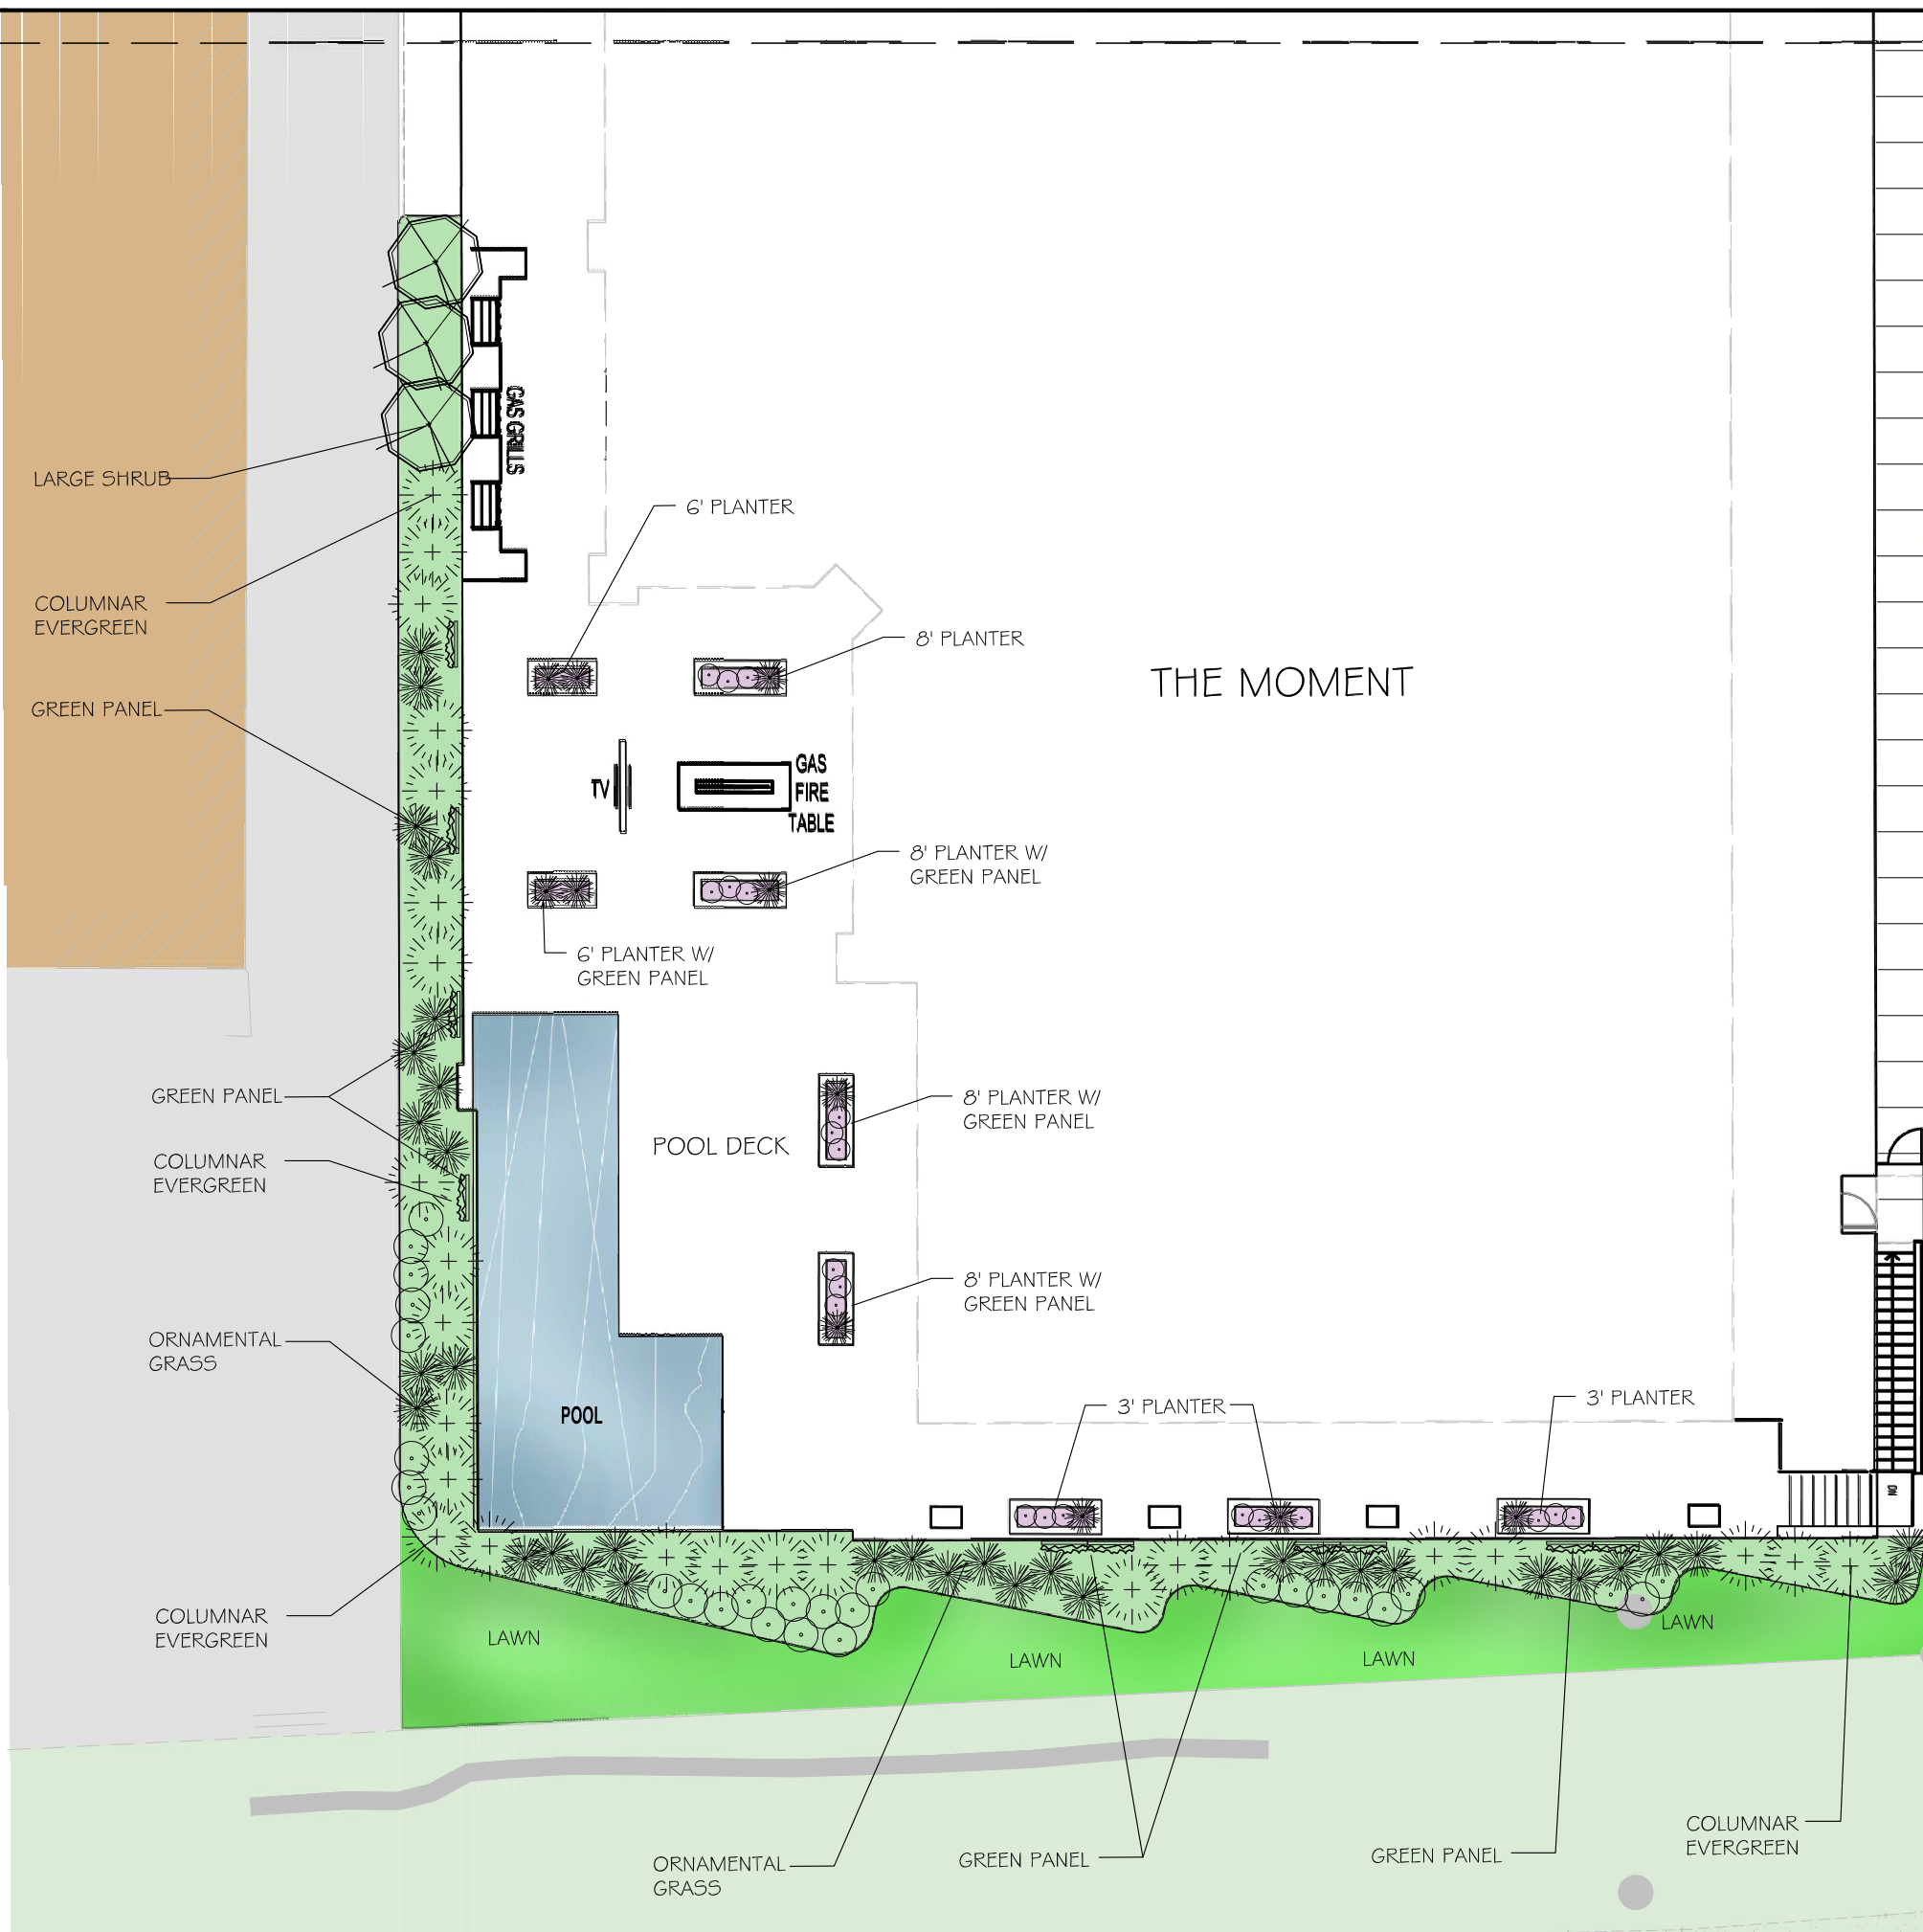 GAS GRILLS
LARGE SHRUB
6' PLANTER
COLUMNAR
EVERGREEN
8' PLANTER
THE MOMENT
GREEN PANEL
TV
GAS
FIRE
TABLE
8' PLANTER W/
GREEN PANEL
6' PLANTER W/
GREEN PANEL
GREEN PANEL
8' PLANTER W/
GREEN PANEL
POOL DECK
COLUMNAR
EVERGREEN
8' PLANTER W/
GREEN PANEL
ORNAMENTAL
GRASS
POOL
3' PLANTER
3' PLANTER
DN
COLUMNAR
EVERGREEN
LAWN
LAWN
LAWN
LAWN
ORNAMENTAL
GRASS
GREEN PANEL
GREEN PANEL
COLUMNAR
EVERGREEN